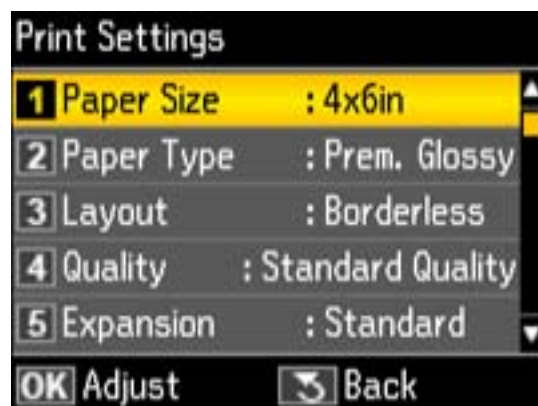 Print Settings
1 Paper Size : 4x6in
2 Paper Type : Prem. Glossy
3 Layout : Borderless
4 Quality : Standard Quality
5 Expansion : Standard
OK Adjust Back